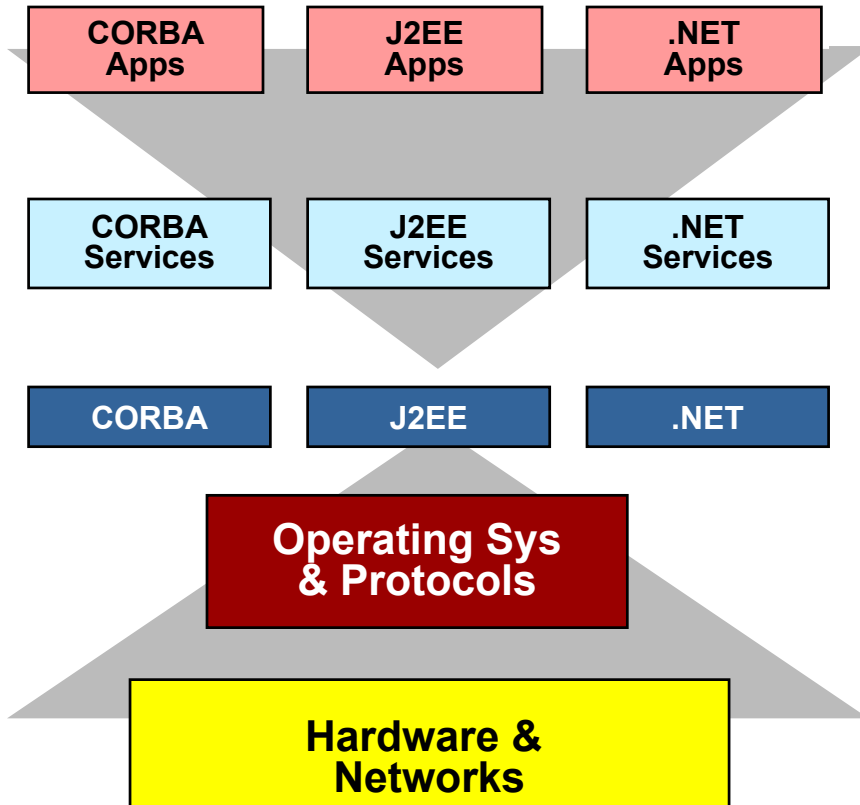 CORBA
Apps
J2EE
Apps
.NET
Apps
CORBA
Services
J2EE
Services
.NET
Services
CORBA
J2EE
.NET
Operating Sys
& Protocols
Hardware &
Networks